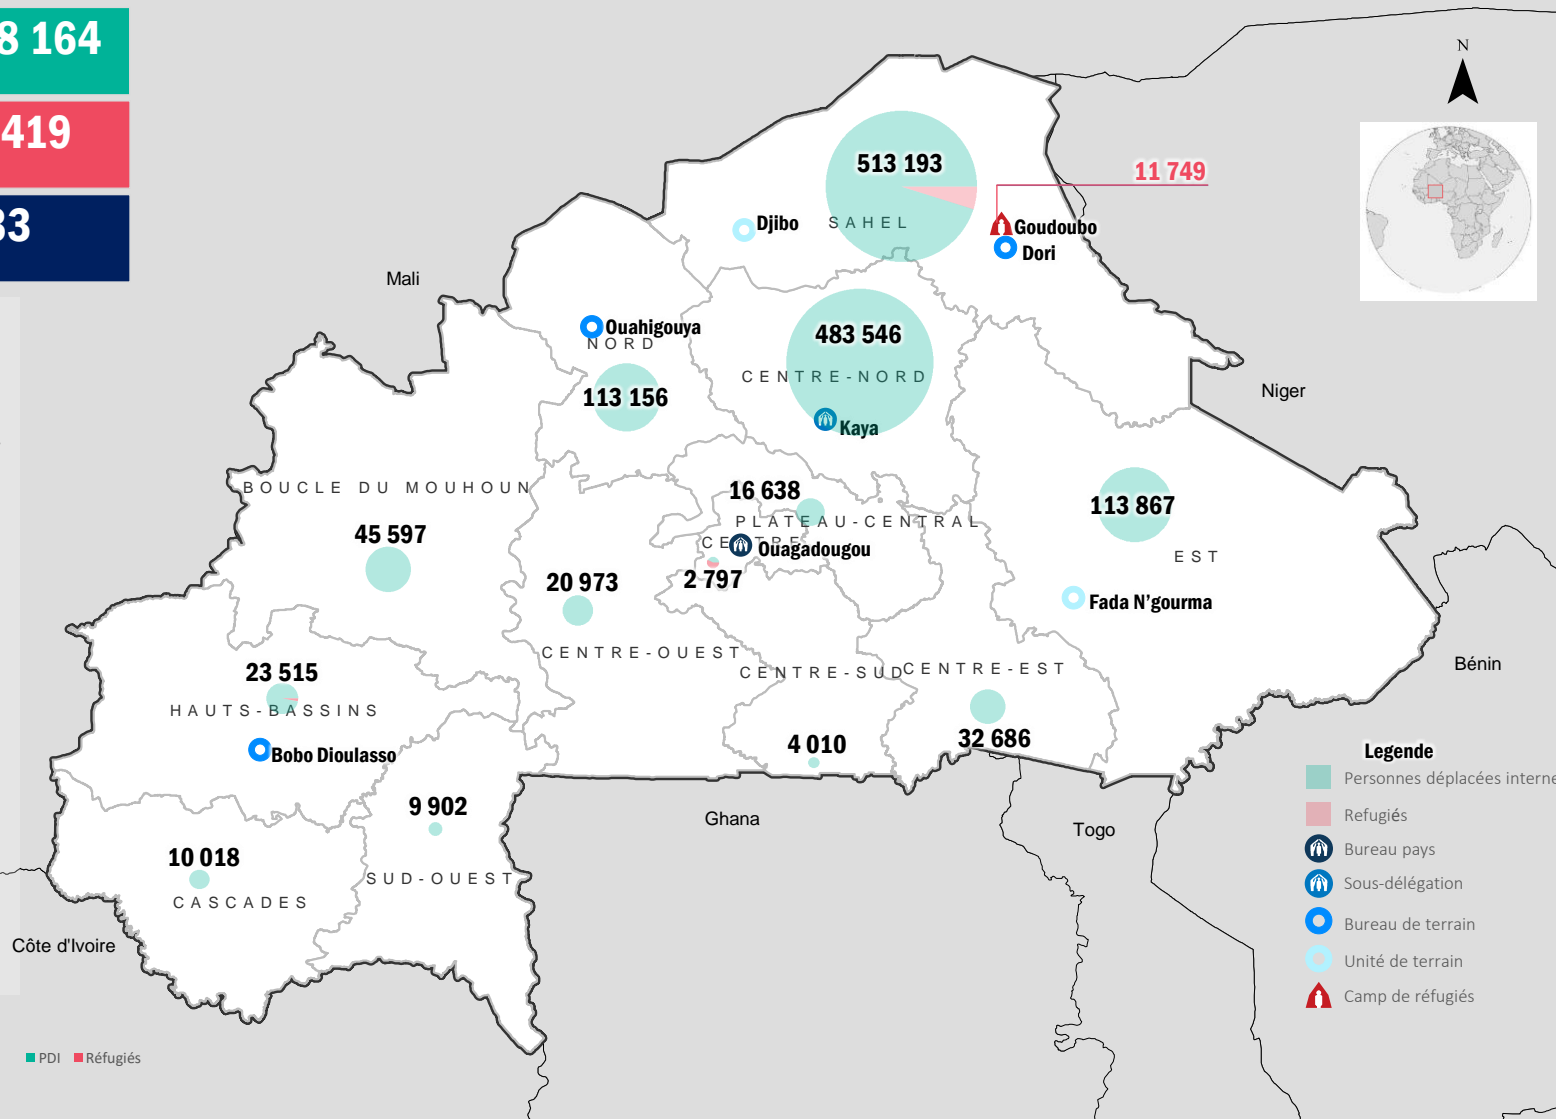 8 164
419
33
N
513 193
11 749
SAHEL
Djibo
Goudoubo
Dori
Mali
Ouahigouya
NORD
483 546
CENTRE-NORD
113 156
Niger
Kaya
BOUCLE DU MOUHOUN
16 638
113 867
45 597
PLATEAU-CENTRAL
CENTRE
Ouagadougou
EST
20 973
2 797
Fada N'gourma
CENTRE-OUEST
CENTRE-SUD
CENTRE-EST
Bénin
23 515
HAUTS-BASSINS
4 010
32 686
Bobo Dioulasso
9 902
Ghana
Togo
10 018
SUD-OUEST
CASCADES
Côte d'Ivoire
Legende
Personnes déplacées interne
Refugiés
Bureau pays
Sous-délégation
Bureau de terrain
Unité de terrain
Camp de réfugiés
PDI Réfugiés